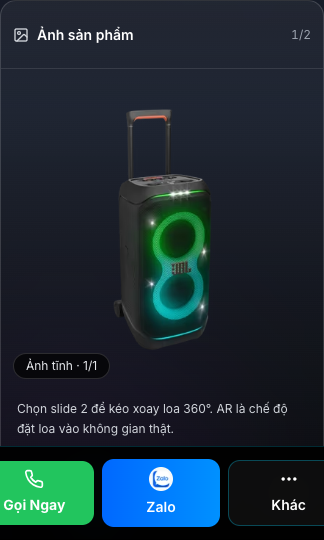 Ảnh sản phẩm
1/2
JBL
Ảnh tĩnh · 1/1
Chọn slide 2 để kéo xoay loa 360°. AR là chế độ
đặt loa vào không gian thật.
Gọi Ngay
Zalo
Zalo
Khác